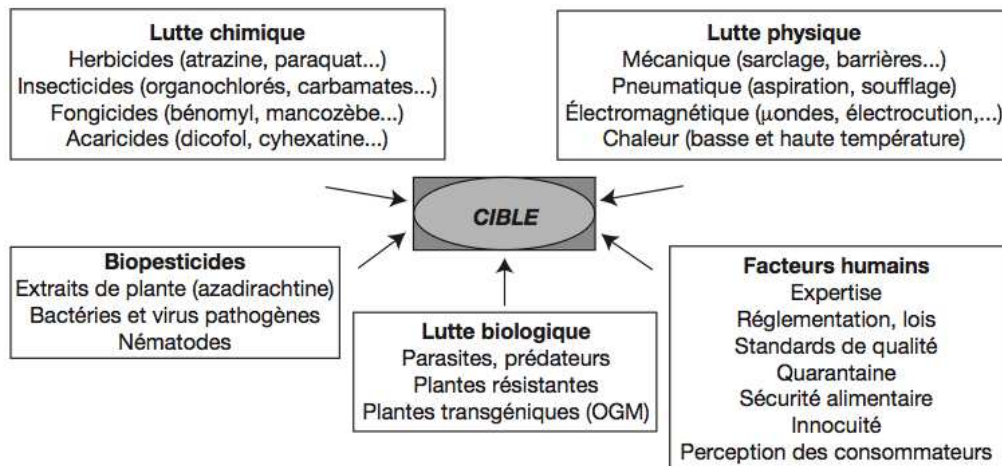 Lutte chimique
Herbicides (atrazine, paraquat...)
Insecticides (organochlorés, carbamates...)
Fongicides (bénomyl, mancozèbe...)
Acaricides (dicofol, cyhexatine...)
Lutte physique
Mécanique (sarclage, barrières...)
Pneumatique (aspiration, soufflage)
Électromagnétique (µondes, électrocution,...)
Chaleur (basse et haute température)
CIBLE
Biopesticides
Extraits de plante (azadirachtine)
Bactéries et virus pathogènes
Nématodes
Lutte biologique
Parasites, prédateurs
Plantes résistantes
Plantes transgéniques (OGM)
Facteurs humains
Expertise
Réglementation, lois
Standards de qualité
Quarantaine
Sécurité alimentaire
Innocuité
Perception des consommateurs